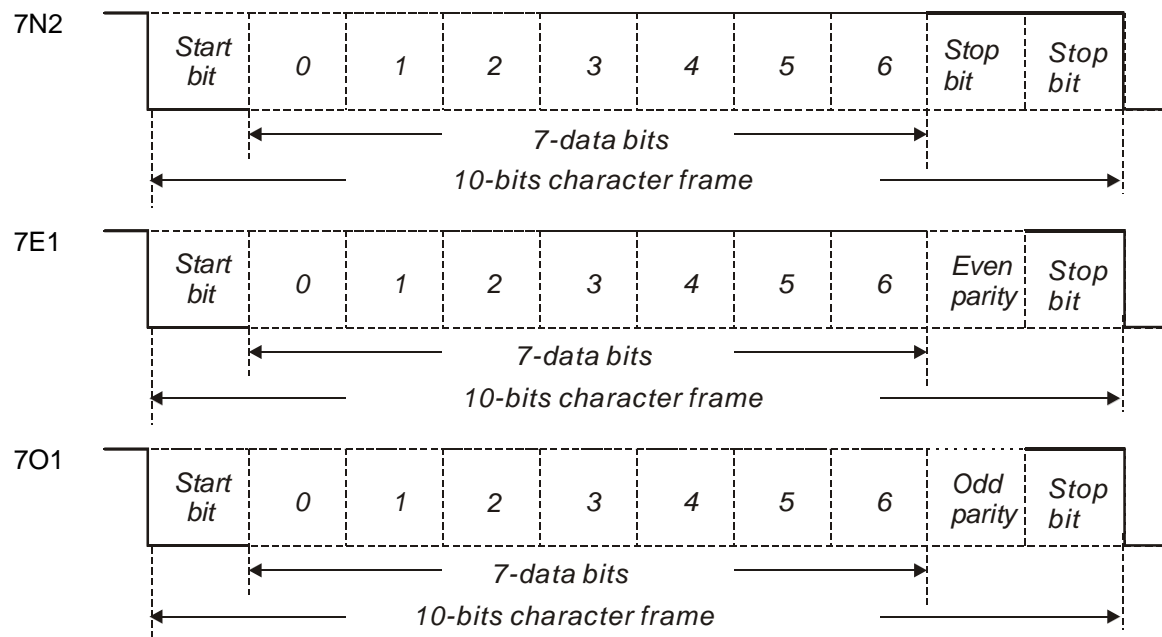 7N2
Start bit 0 1 2 3 4 5 6 Stop bit Stop bit
7-data bits
10-bits character frame
7E1
Start bit 0 1 2 3 4 5 6 Even parity Stop bit
7-data bits
10-bits character frame
7O1
Start bit 0 1 2 3 4 5 6 Odd parity Stop bit
7-data bits
10-bits character frame